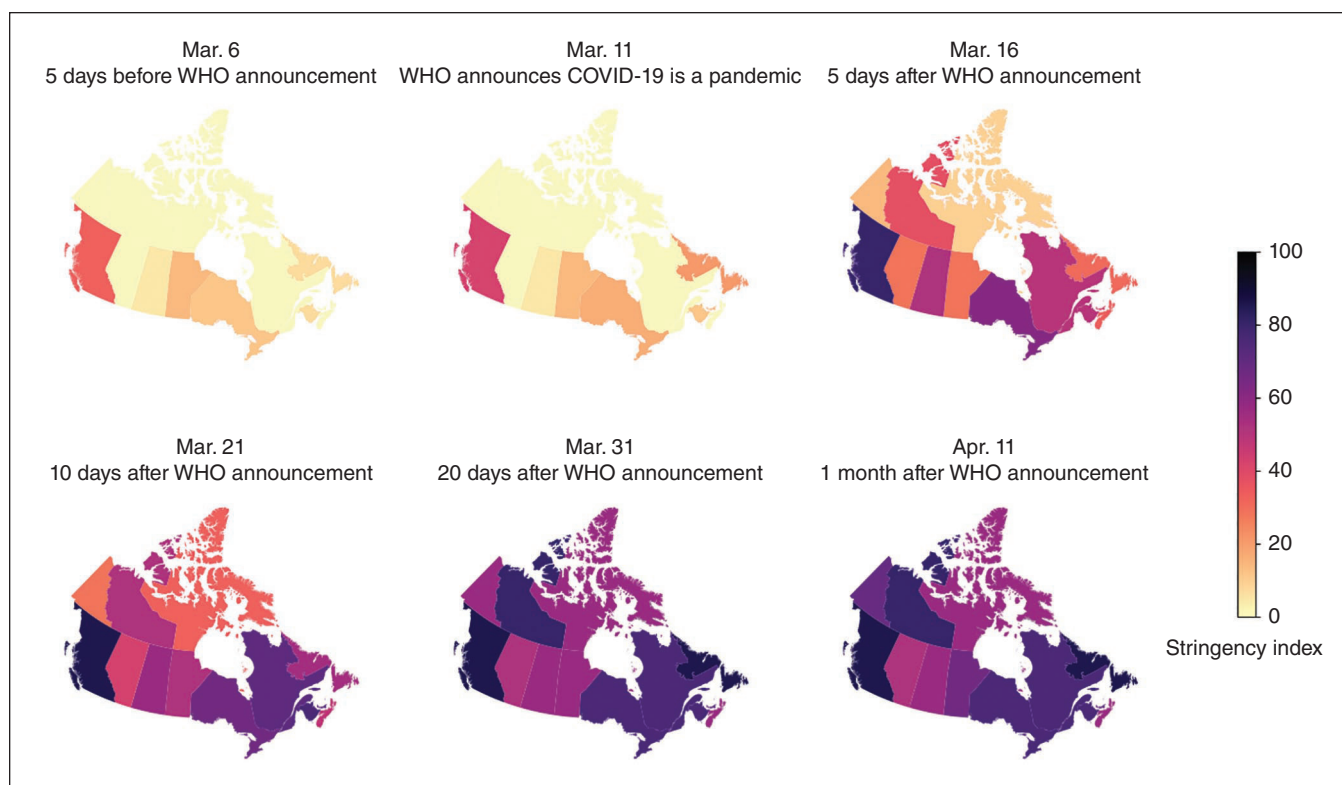 Mar. 6
5 days before WHO announcement
Mar. 11
WHO announces COVID-19 is a pandemic
Mar. 16
5 days after WHO announcement
100
80
60
40
20
0
Stringency index
Mar. 21
10 days after WHO announcement
Mar. 31
20 days after WHO announcement
Apr. 11
1 month after WHO announcement